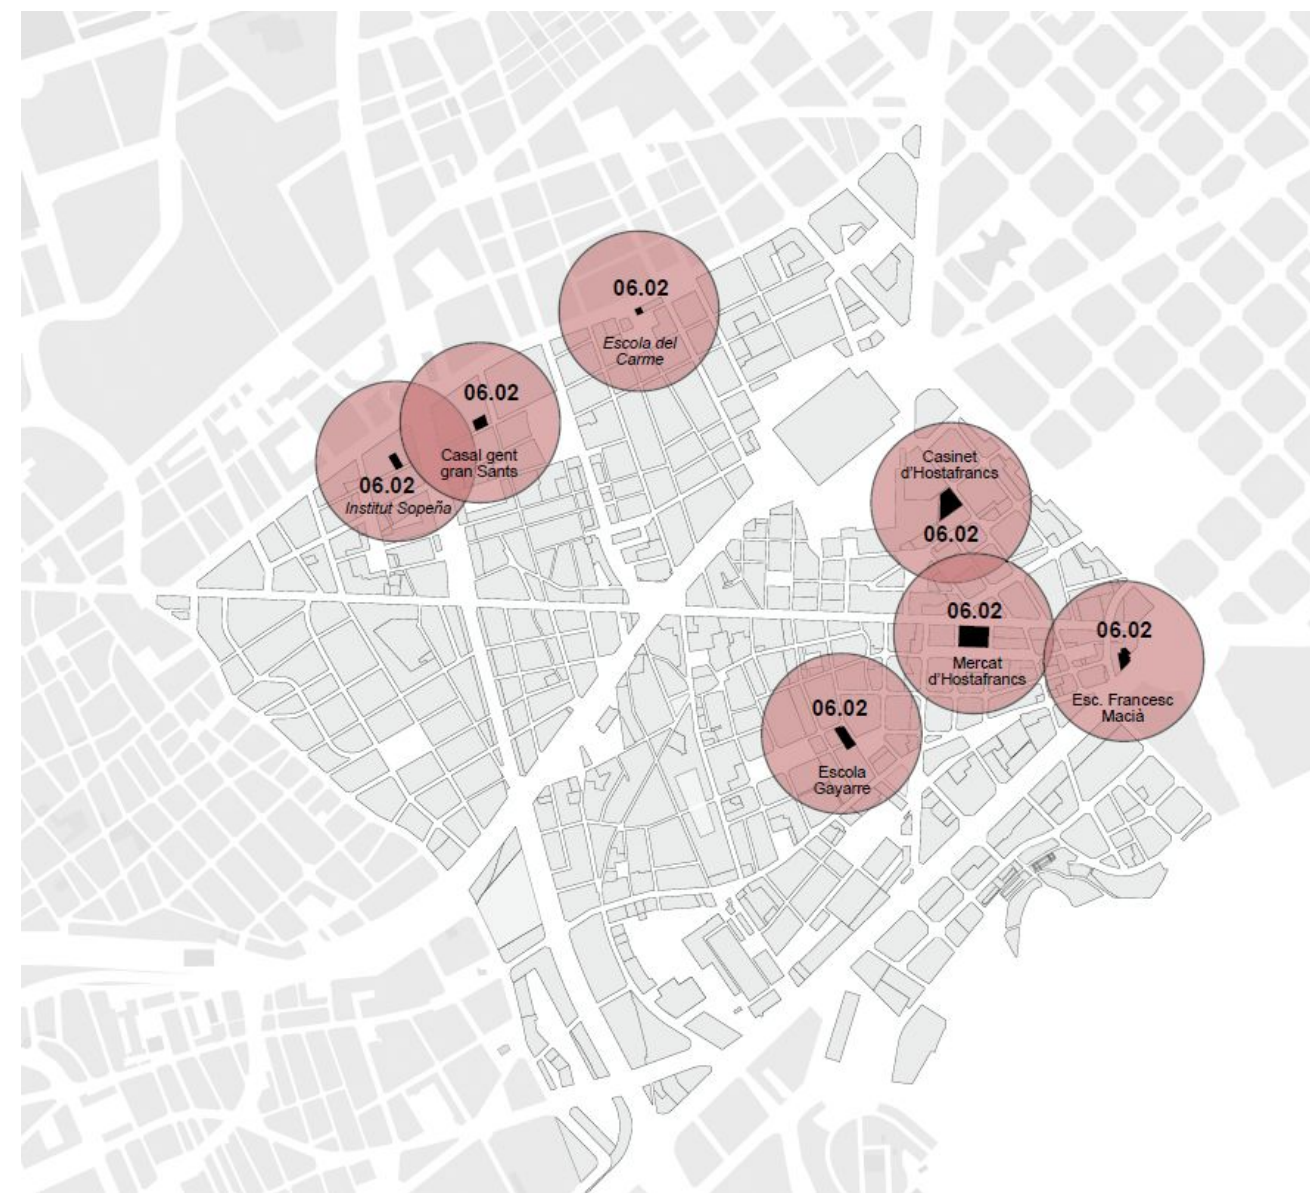 06.02
Escola del
Carme
06.02
Casal gent
gran Sants
06.02
Institut Sopeña
Casinet
d'Hostafrancs
06.02
06.02
Mercat
d'Hostafrancs
06.02
Esc. Francesc
Macià
06.02
Escola
Gayarre